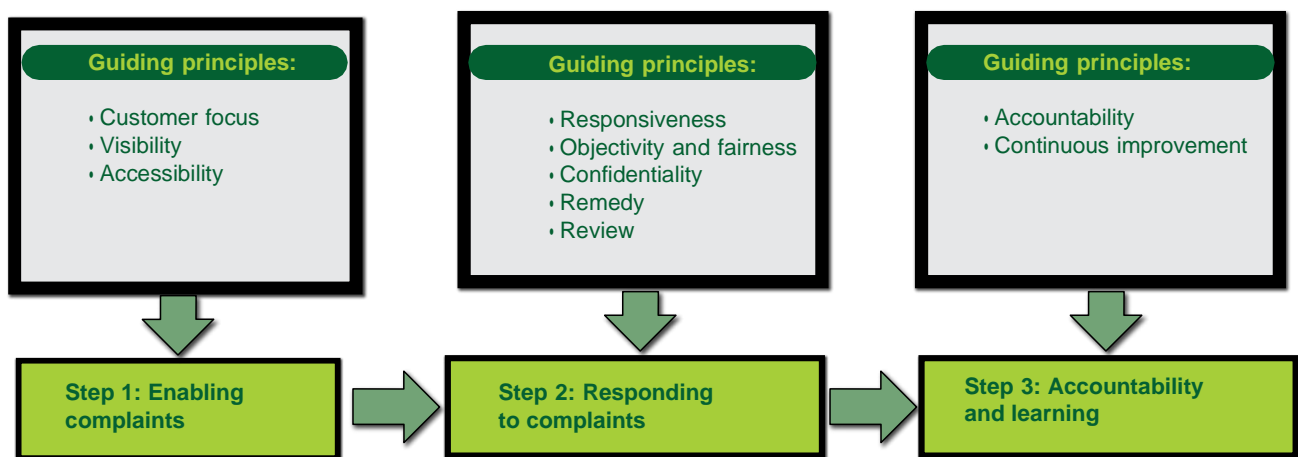 Guiding principles:
• Customer focus
• Visibility
• Accessibility
Guiding principles:
• Responsiveness
• Objectivity and fairness
• Confidentiality
• Remedy
• Review
Guiding principles:
• Accountability
• Continuous improvement
Step 1: Enabling
complaints
Step 2: Responding
to complaints
Step 3: Accountability
and learning